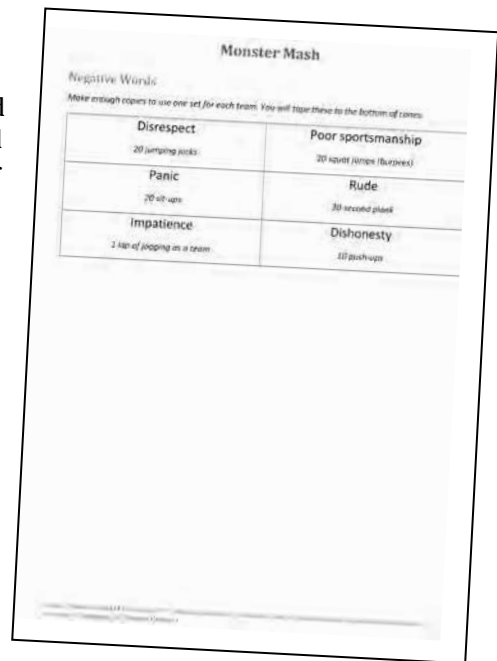 Monster Mash
Negative Words
Make enough copies to use one set for each team. You will tape these to the bottom of cones.
Disrespect
20 jumping jacks
Poor sportsmanship
20 squat jumps (burpees)
Panic
20 sit-ups
Rude
30 second plank
Impatience
1 lap of jogging as a team
Dishonesty
10 push-ups